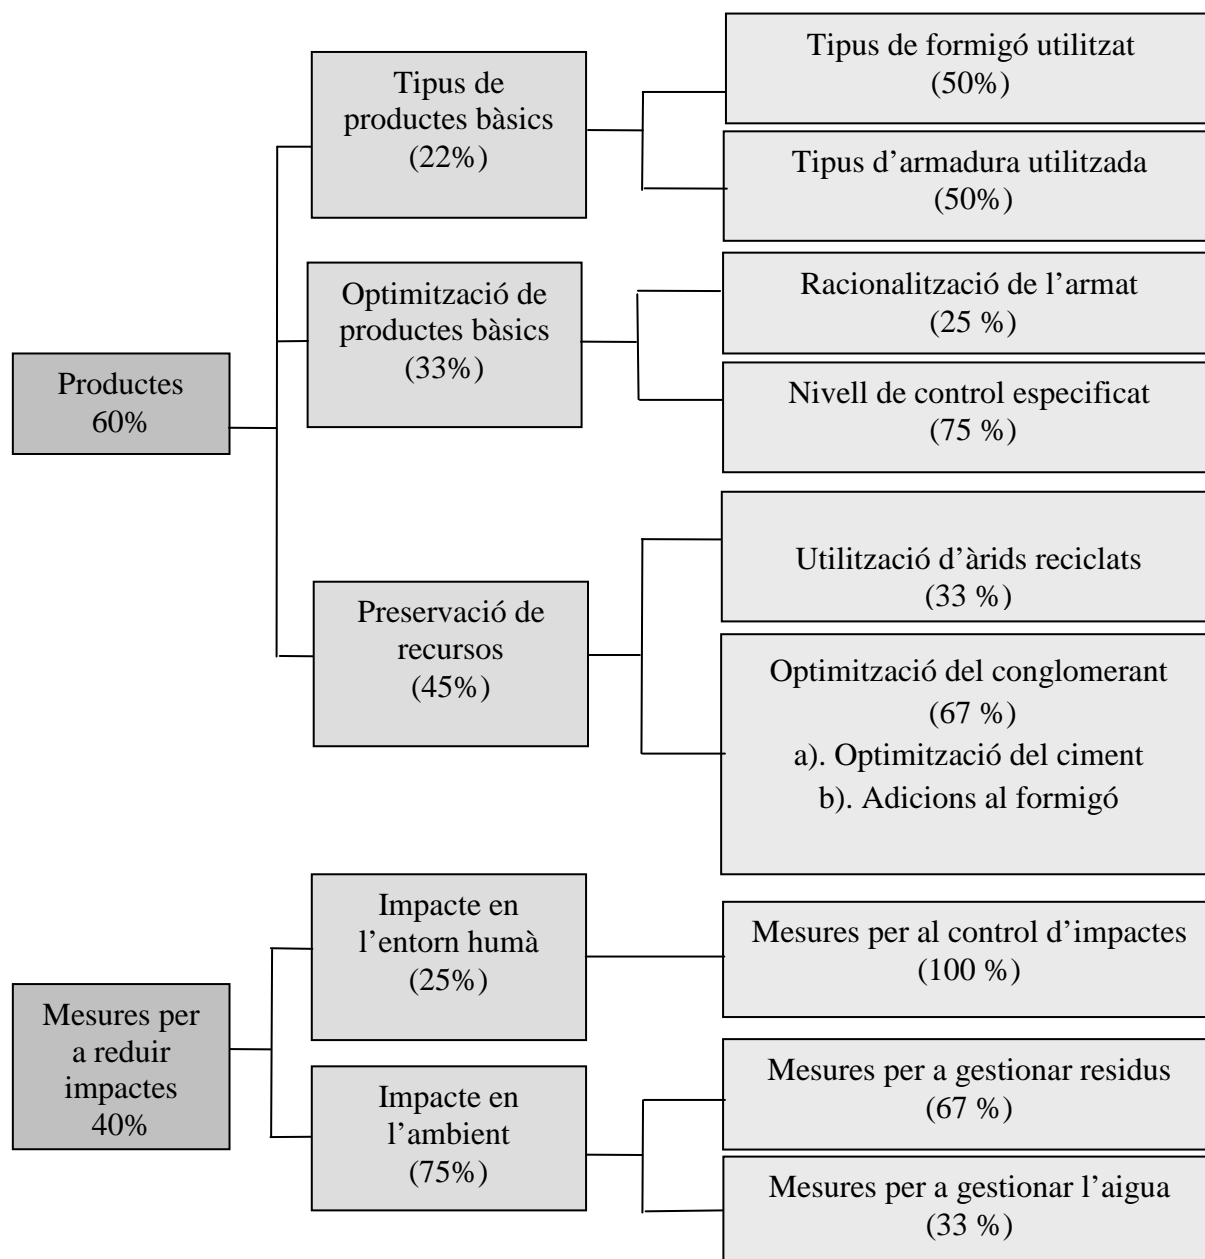 Productes
60%
Tipus de
productes bàsics
(22%)
Tipus de formigó utilitzat
(50%)
Tipus d’armadura utilitzada
(50%)
Optimització de
productes bàsics
(33%)
Racionalització de l’armat
(25 %)
Nivell de control especificat
(75 %)
Preservació de
recursos
(45%)
Utilització d’àrids reciclats
(33 %)
Optimització del conglomerant
(67 %)
a). Optimització del ciment
b). Adicions al formigó
Mesures per
a reduir
impactes
40%
Impacte en
l’entorn humà
(25%)
Mesures per al control d’impactes
(100 %)
Impacte en
l’ambient
(75%)
Mesures per a gestionar residus
(67 %)
Mesures per a gestionar l’aigua
(33 %)